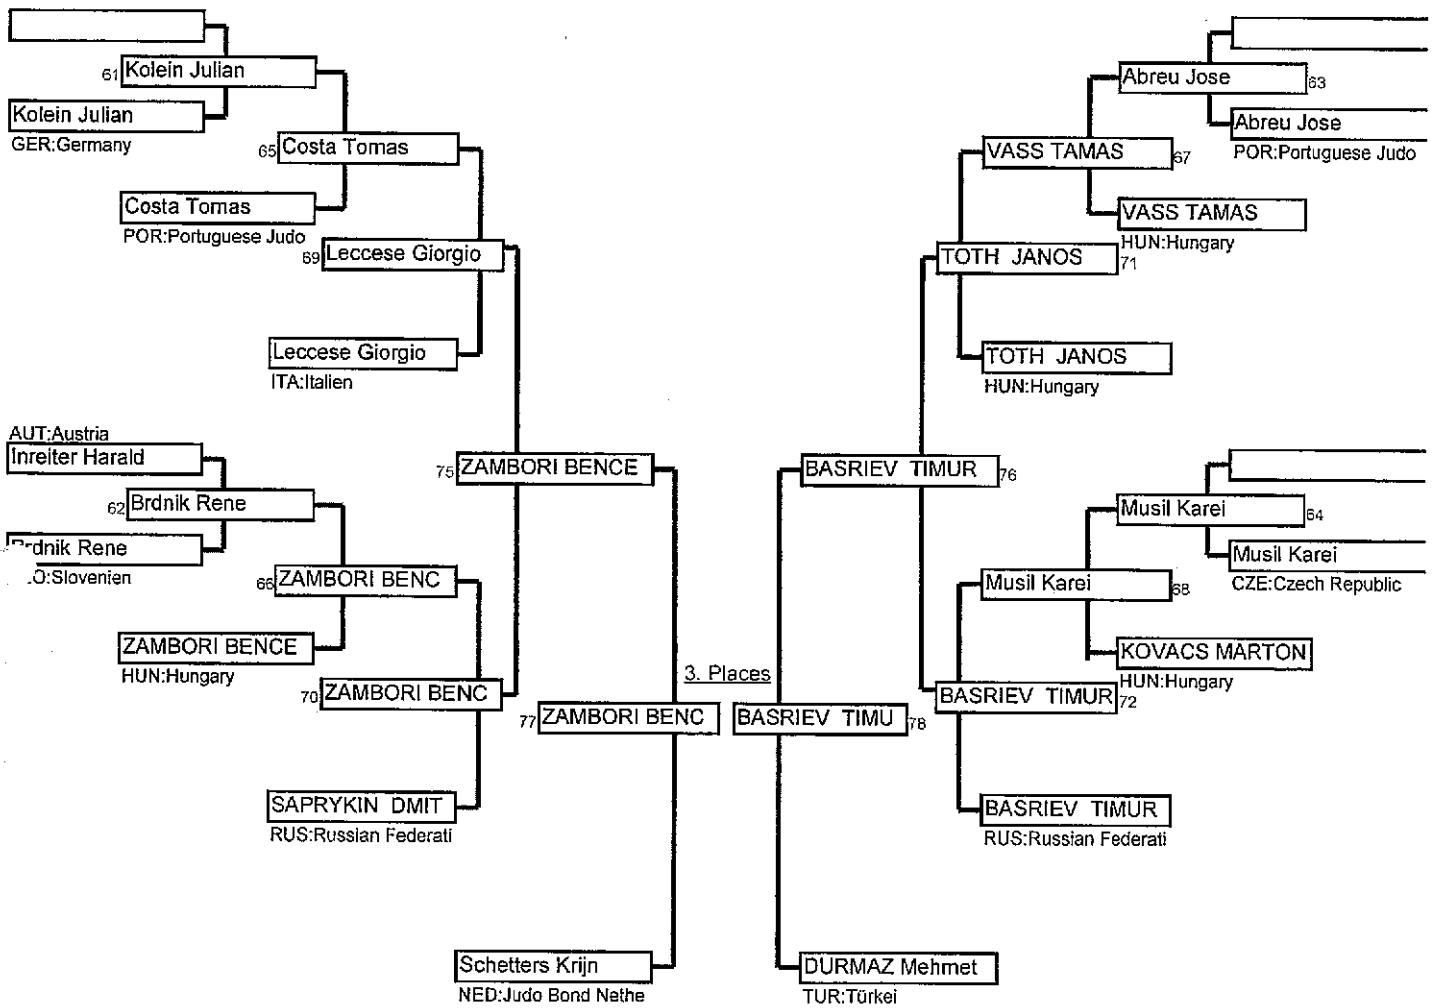 61 Kolein Julian
Kolein Julian
GER:Germany
65 Costa Tomas
Costa Tomas
POR:Portuguese Judo
69 Leccese Giorgio
Leccese Giorgio
ITA:Italien
AUT:Austria
Inreiter Harald
62 Brdnik Rene
Brdnik Rene
:Slovenien
66 ZAMBORI BENC
ZAMBORI BENCE
HUN:Hungary
70 ZAMBORI BENC
SAPRYKIN DMIT
RUS:Russian Federati
75 ZAMBORI BENCE
77 ZAMBORI BENC
Schetters Krijn
NED:Judo Bond Nethe
3. Places
Abreu Jose 63
Abreu Jose
POR:Portuguese Judo
VASS TAMAS 67
VASS TAMAS
HUN:Hungary
TOTH JANOS 71
TOTH JANOS
HUN:Hungary
BASRIEV TIMUR 76
Musil Karei 64
Musil Karei
CZE:Czech Republic
Musil Karei 68
KOVACS MARTON
HUN:Hungary
BASRIEV TIMUR 72
BASRIEV TIMU 78
BASRIEV TIMUR
RUS:Russian Federati
DURMAZ Mehmet
TUR:Türkei